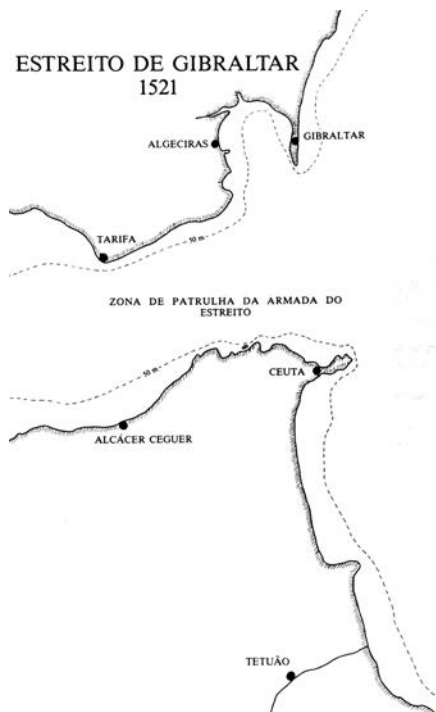 ESTREITO DE GIBRALTAR
1521
GIBRALTAR
ALGECIRAS
TARIFA
50 m
ZONA DE PATRULHA DA ARMADA DO
ESTREITO
CEUTA
50 m
ALCÁCER CEGUER
TETUÃO